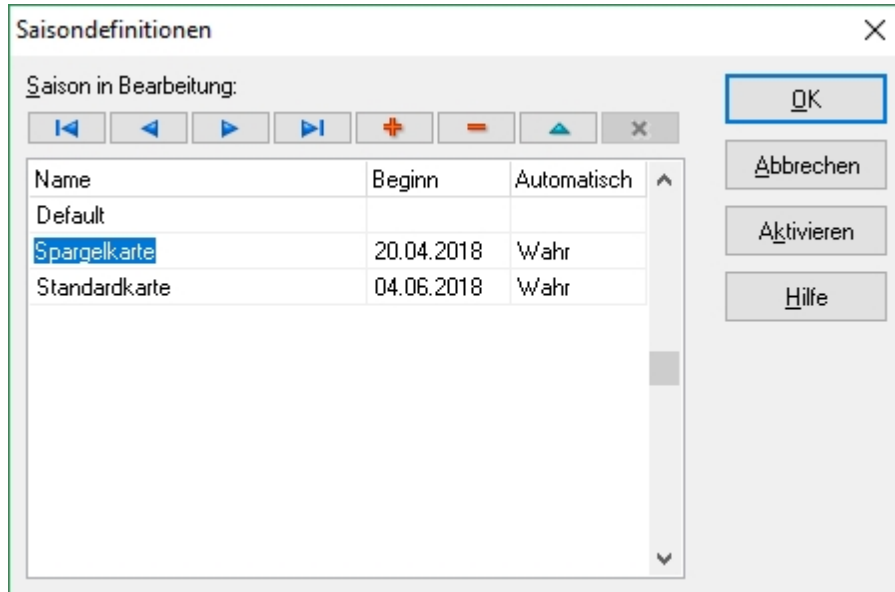 Saisondefinitionen
Saison in Bearbeitung:
OK
Abbrechen
Aktivieren
Hilfe
Name Beginn Automatisch
Default
Spargelkarte 20.04.2018 Wahr
Standardkarte 04.06.2018 Wahr